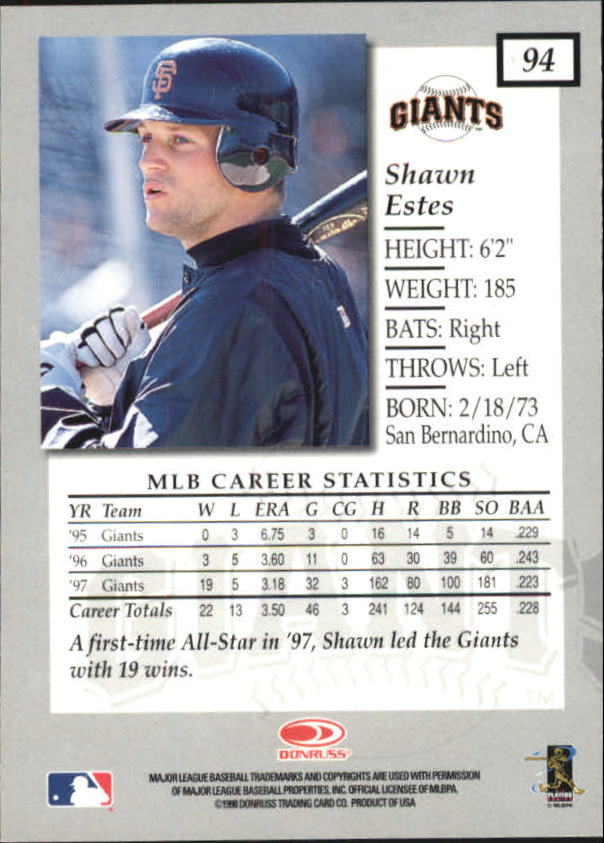 94
SF
GIANTS
Shawn
Estes
HEIGHT: 6'2"
WEIGHT: 185
BATS: Right
THROWS: Left
BORN: 2/18/73
San Bernardino, CA
MLB CAREER STATISTICS
YR Team W L ERA G CG H R BB SO BAA
'95 Giants 0 3 6.75 3 0 16 14 5 14 .229
'96 Giants 3 5 3.60 11 0 63 30 39 60 .243
'97 Giants 19 5 3.18 32 3 162 80 100 181 .223
Career Totals 22 13 3.50 46 3 241 124 144 255 .228
A first-time All-Star in '97, Shawn led the Giants
with 19 wins.
TM
DONRUSS
MAJOR LEAGUE BASEBALL TRADEMARKS AND COPYRIGHTS ARE USED WITH PERMISSION
OF MAJOR LEAGUE BASEBALL PROPERTIES, INC. OFFICIAL LICENSEE OF MLBPA.
©1998 DONRUSS TRADING CARD CO. PRODUCT OF USA
© MLBPA